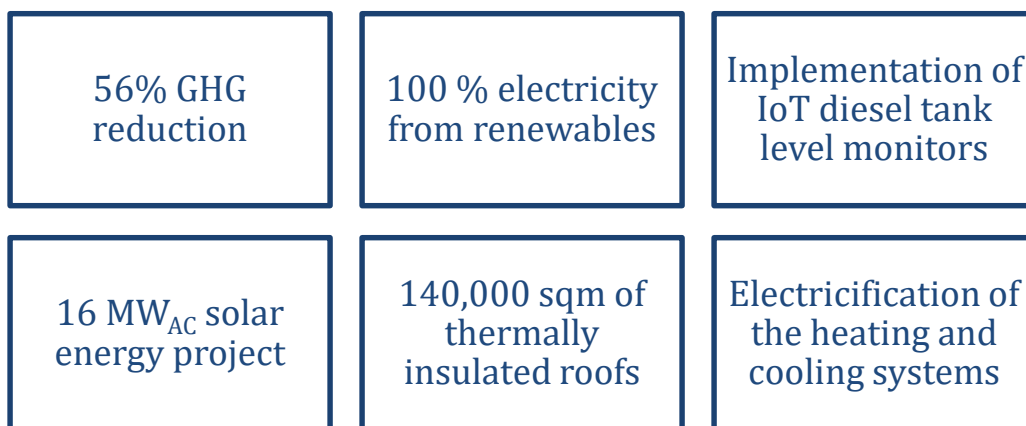 56% GHG
reduction
100 % electricity
from renewables
Implementation of
IoT diesel tank
level monitors
16 MWAC solar
energy project
140,000 sqm of
thermally
insulated roofs
Electricification of
the heating and
cooling systems